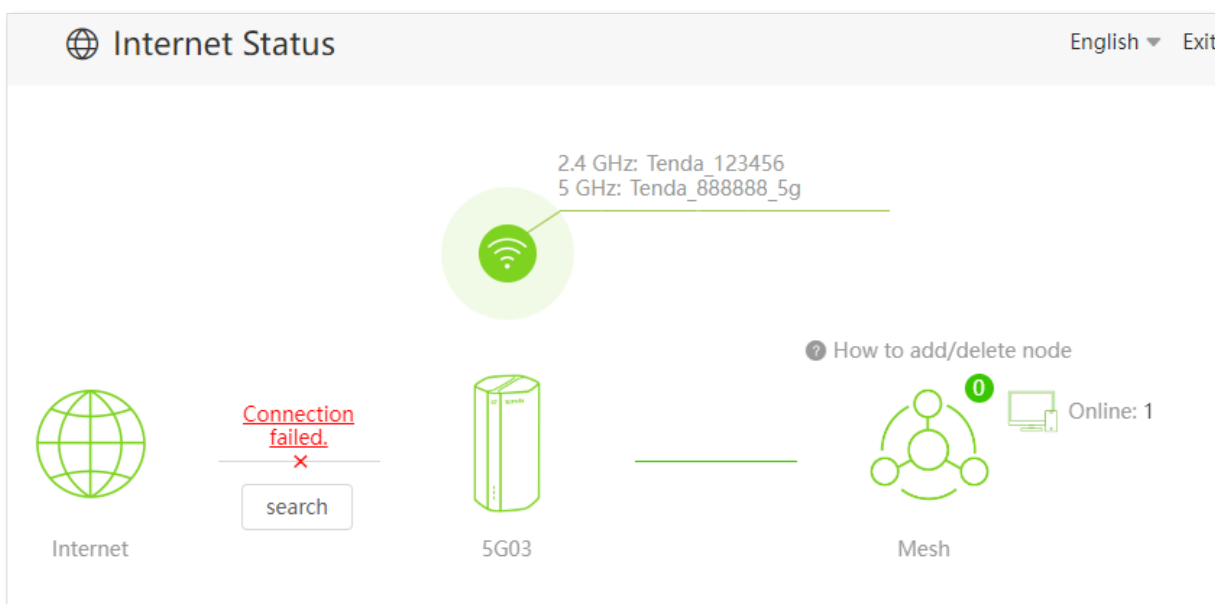 Internet Status
English
Exit
2.4 GHz: Tenda_123456
5 GHz: Tenda_888888_5g
? How to add/delete node
0
Online: 1
Connection
failed.
search
Internet
5G03
Mesh